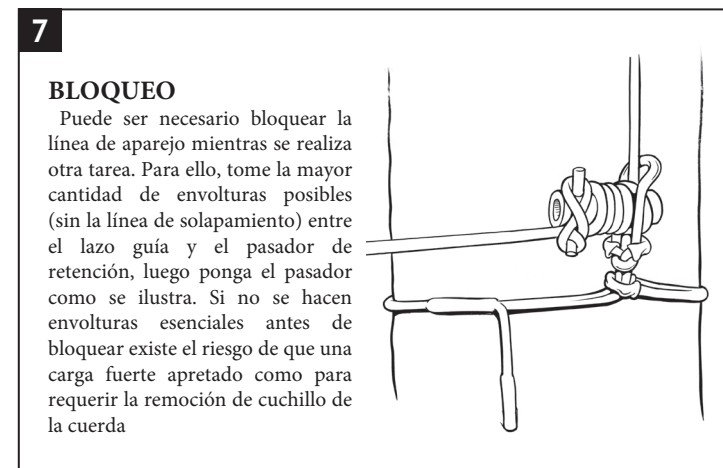 7
BLOQUEO
Puede ser necesario bloquear la
línea de aparejo mientras se realiza
otra tarea. Para ello, tome la mayor
cantidad de envolturas posibles
(sin la línea de solapamiento) entre
el lazo guía y el pasador de
retención, luego ponga el pasador
como se ilustra. Si no se hacen
envolturas esenciales antes de
bloquear existe el riesgo de que una
carga fuerte apretado como para
requerir la remoción de cuchillo de
la cuerda